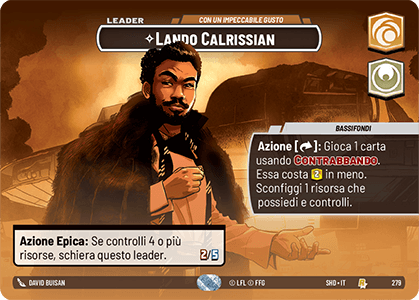 LEADER
CON UN IMPECCABILE GUSTO
✧LANDO CALRISSIAN
BASSIFONDI
Azione [↷]: Gioca 1 carta
usando CONTRABBANDO.
Essa costa 2 in meno.
Sconfiggi 1 risorsa che
possiedi e controlli.
Azione Epica: Se controlli 4 o più
risorse, schiera questo leader.
2/5
DAVID BUISAN
© LFL © FFG
SHD • IT
279